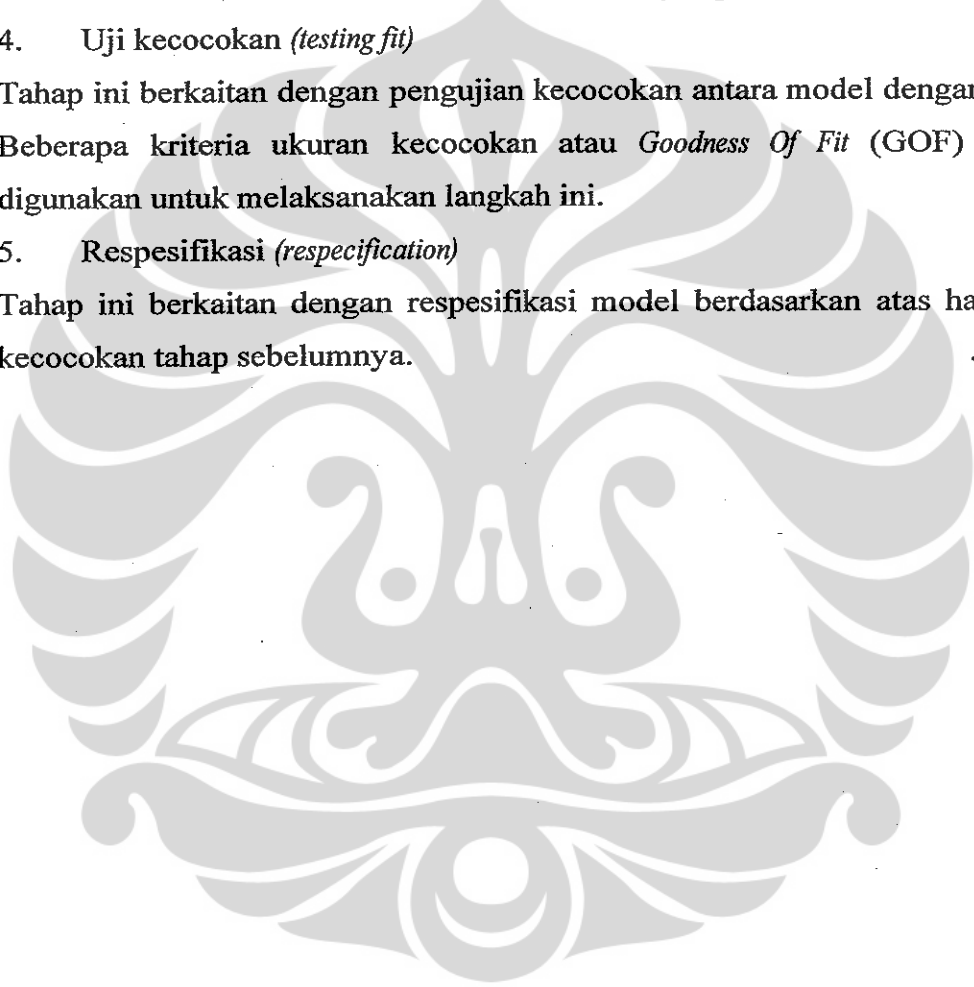 4. Uji kecocokan (testing fit)
Tahap ini berkaitan dengan pengujian kecocokan antara model dengan
Beberapa kriteria ukuran kecocokan atau Goodness Of Fit (GOF)
digunakan untuk melaksanakan langkah ini.
5. Respesifikasi (respecification)
Tahap ini berkaitan dengan respesifikasi model berdasarkan atas ha
kecocokan tahap sebelumnya.